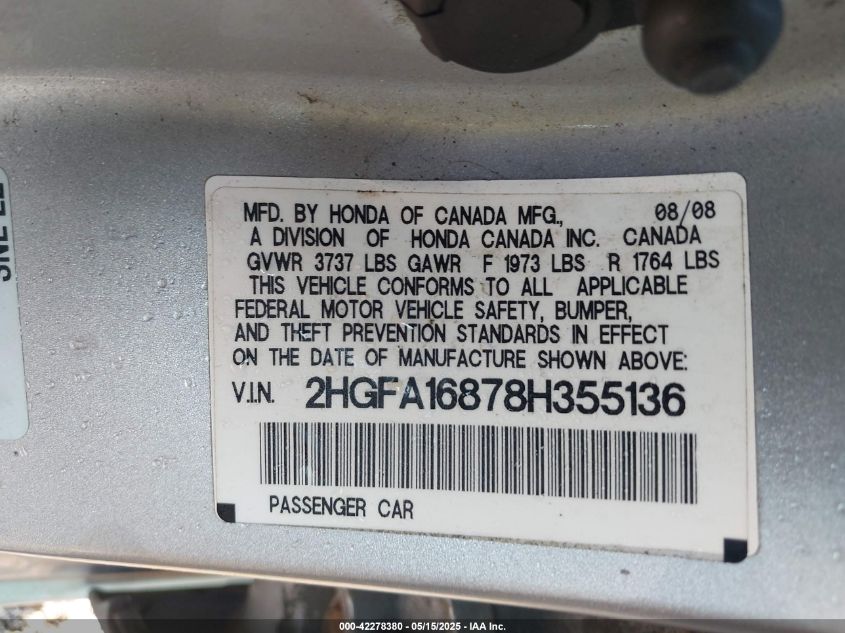 MFD. BY HONDA OF CANADA MFG., 08/08
A DIVISION OF HONDA CANADA INC. CANADA
GVWR 3737 LBS GAWR F 1973 LBS R 1764 LBS
THIS VEHICLE CONFORMS TO ALL APPLICABLE
FEDERAL MOTOR VEHICLE SAFETY, BUMPER,
AND THEFT PREVENTION STANDARDS IN EFFECT
ON THE DATE OF MANUFACTURE SHOWN ABOVE:
V.I.N. 2HGFA16878H355136
PASSENGER CAR
000-42278380 - 05/15/2025 - IAA Inc.